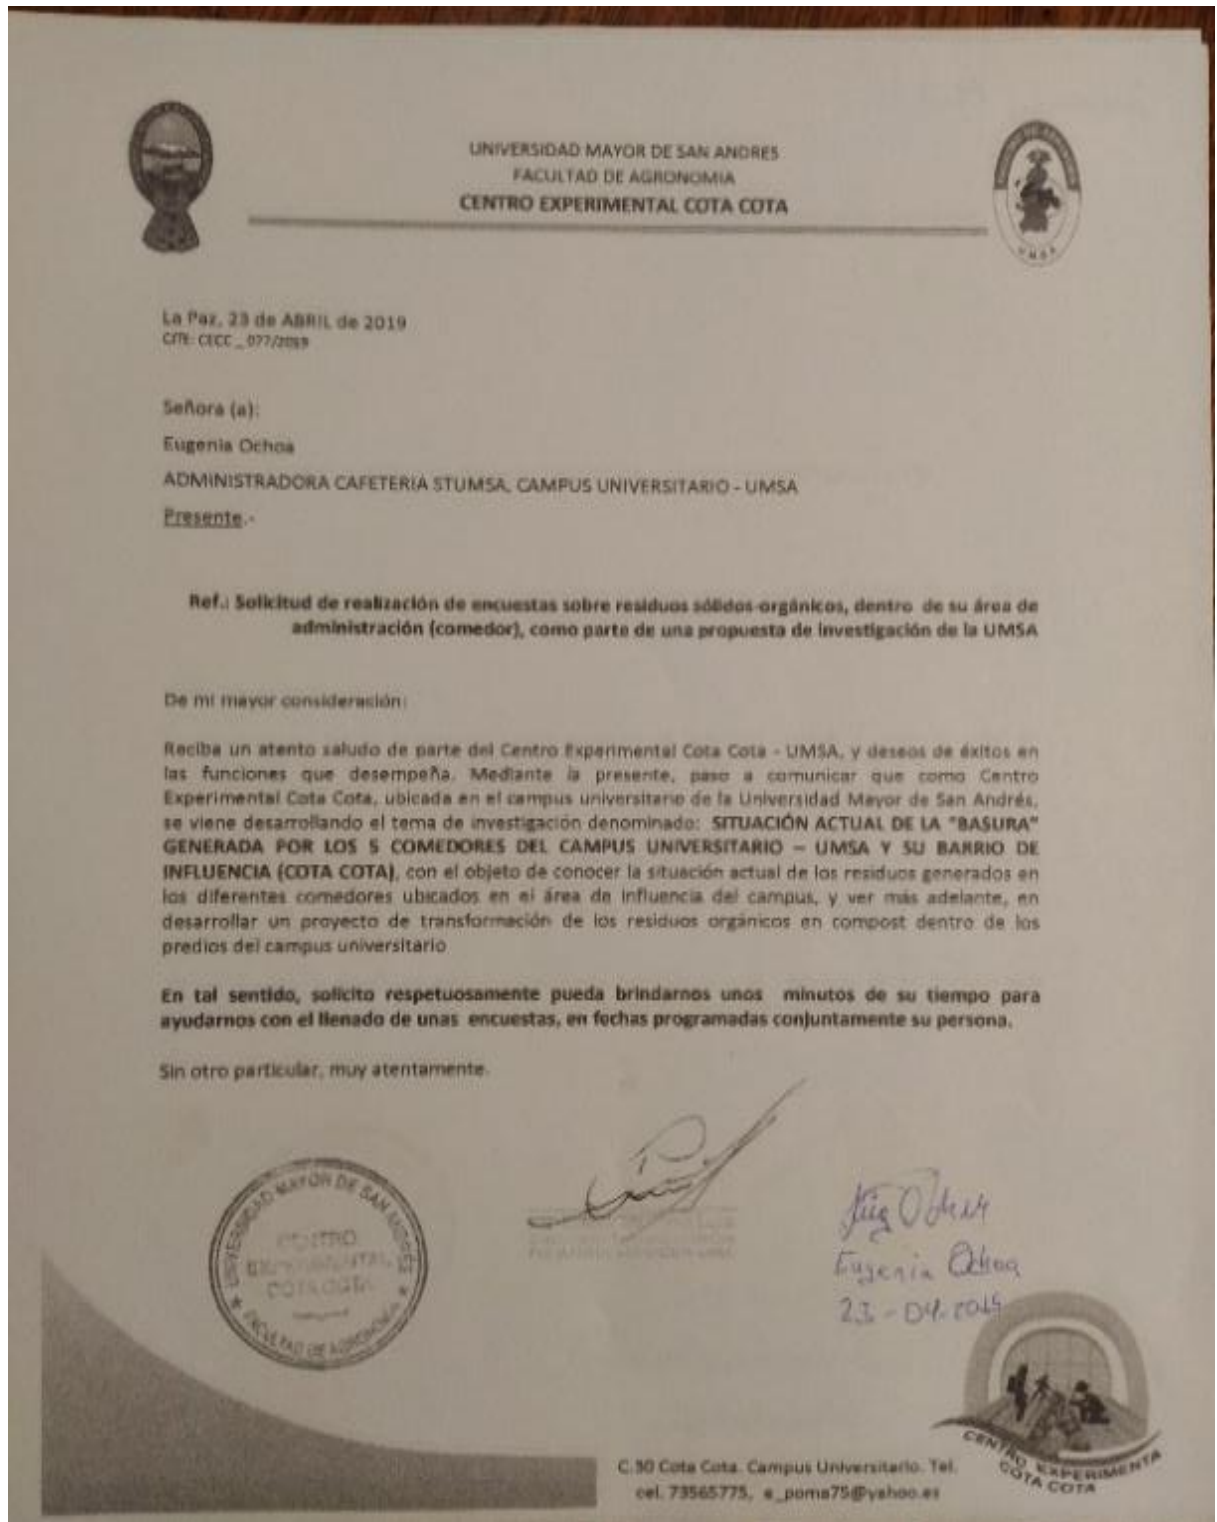 UNIVERSIDAD MAYOR DE SAN ANDRES
FACULTAD DE AGRONOMIA
CENTRO EXPERIMENTAL COTA COTA
UMSA
La Paz, 23 de ABRIL de 2019
CITE: CECC _ 077/2019
Señora (a):
Eugenia Ochoa
ADMINISTRADORA CAFETERIA STUMSA, CAMPUS UNIVERSITARIO - UMSA
Presente.-
Ref.: Solicitud de realización de encuestas sobre residuos sólidos-orgánicos, dentro de su área de
administración (comedor), como parte de una propuesta de investigación de la UMSA
De mi mayor consideración:
Reciba un atento saludo de parte del Centro Experimental Cota Cota - UMSA, y deseos de éxitos en
las funciones que desempeña. Mediante la presente, paso a comunicar que como Centro
Experimental Cota Cota, ubicada en el campus universitario de la Universidad Mayor de San Andrés,
se viene desarrollando el tema de investigación denominado: SITUACIÓN ACTUAL DE LA "BASURA"
GENERADA POR LOS 5 COMEDORES DEL CAMPUS UNIVERSITARIO – UMSA Y SU BARRIO DE
INFLUENCIA (COTA COTA), con el objeto de conocer la situación actual de los residuos generados en
los diferentes comedores ubicados en el área de influencia del campus, y ver más adelante, en
desarrollar un proyecto de transformación de los residuos orgánicos en compost dentro de los
predios del campus universitario
En tal sentido, solicito respetuosamente pueda brindarnos unos minutos de su tiempo para
ayudarnos con el llenado de unas encuestas, en fechas programadas conjuntamente su persona.
Sin otro particular, muy atentamente.
UNIVERSIDAD MAYOR DE SAN ANDRÉS
CENTRO
EXPERIMENTAL
COTA COTA
FACULTAD DE AGRONOMÍA
Eugenia Ochoa
23-04-2019
CENTRO EXPERIMENTA
COTA COTA
C.30 Cota Cota. Campus Universitario. Tel.
cel. 73565775, e_poma75@yahoo.es